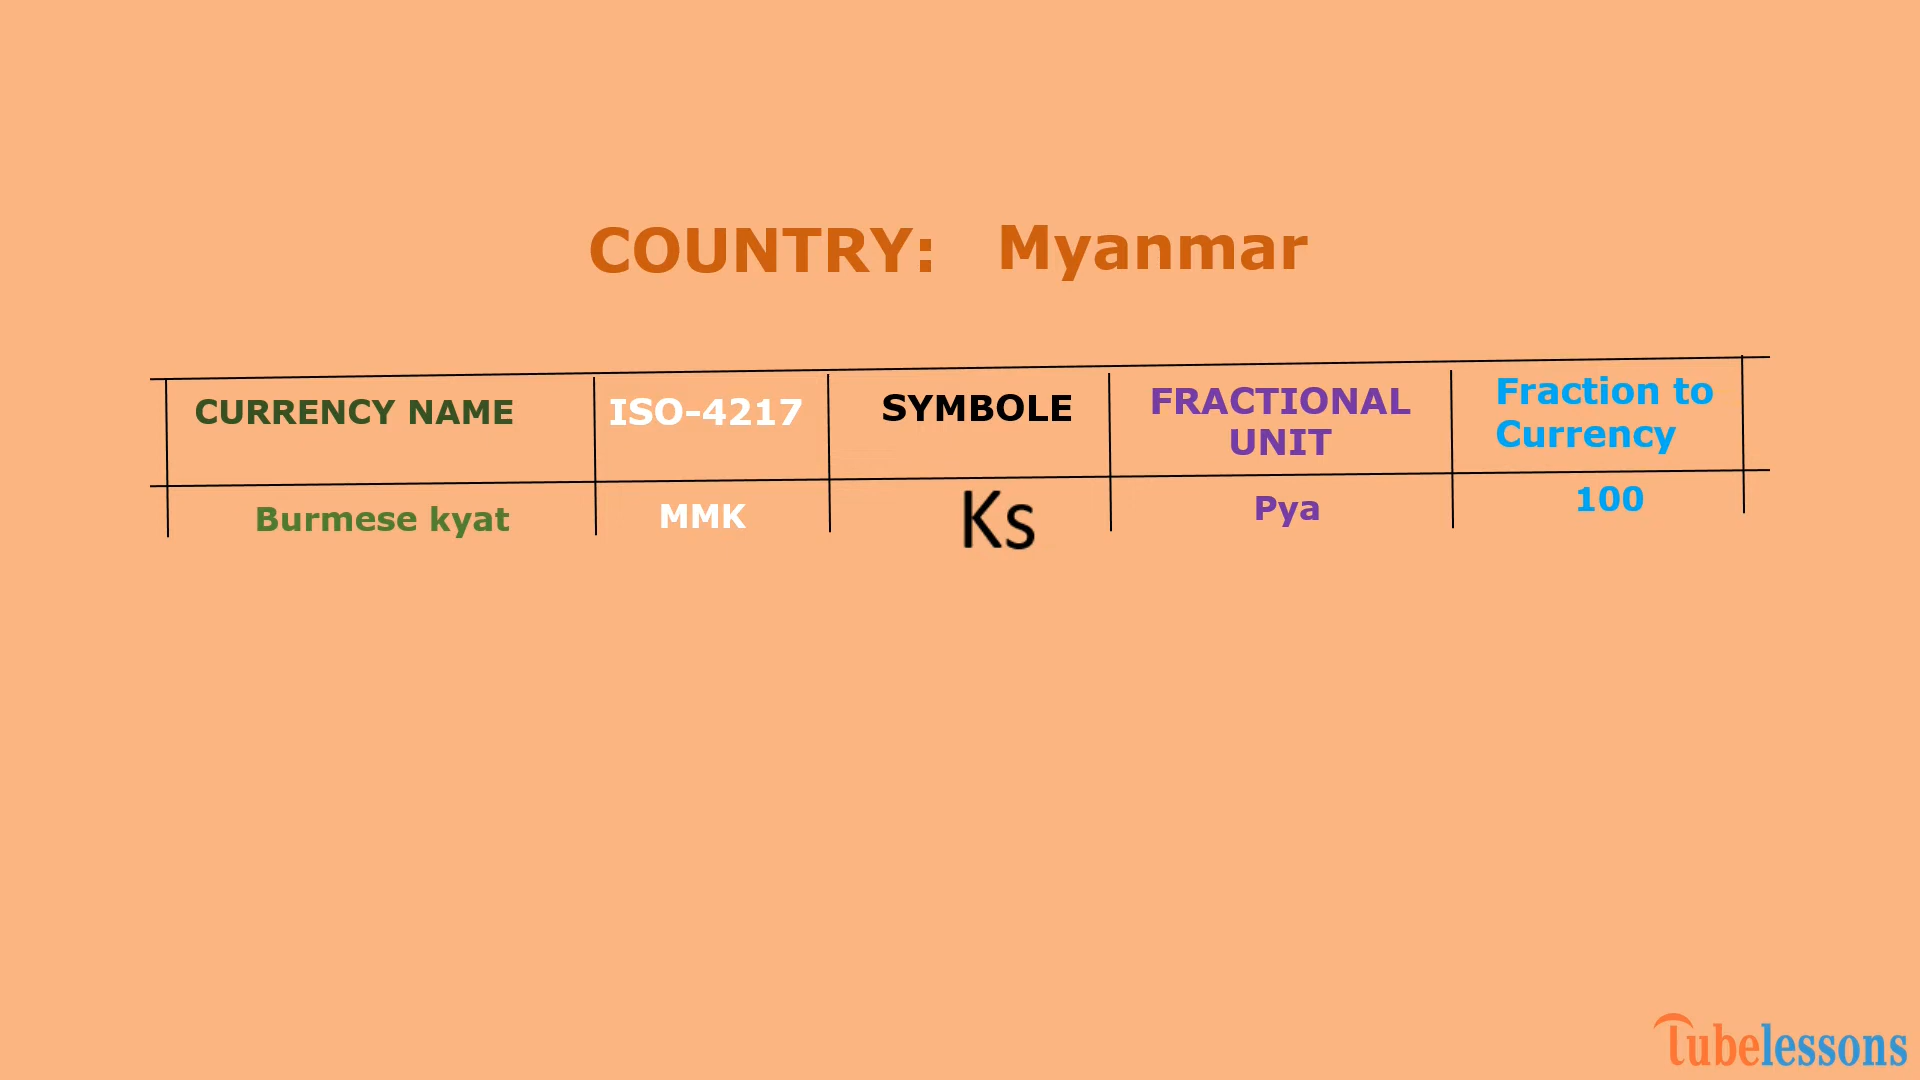 COUNTRY: Myanmar
CURRENCY NAME
ISO-4217
SYMBOLE
FRACTIONAL
UNIT
Fraction to
Currency
Burmese kyat
MMK
Ks
Pya
100
Tubelessons